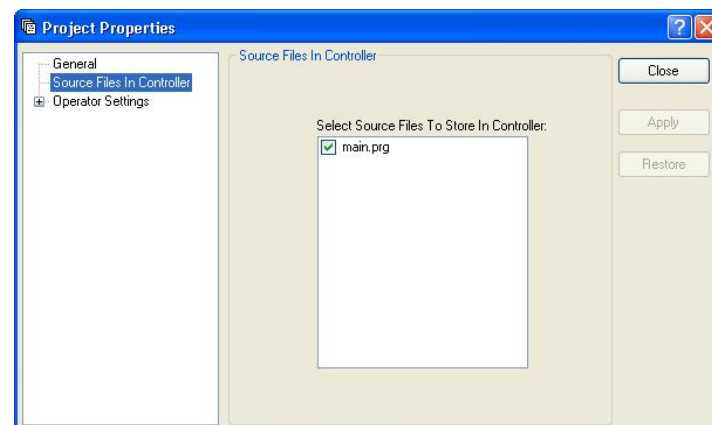 Project Properties
General
Source Files In Controller
Operator Settings
Source Files In Controller
Select Source Files To Store In Controller:
main.prg
Close
Apply
Restore